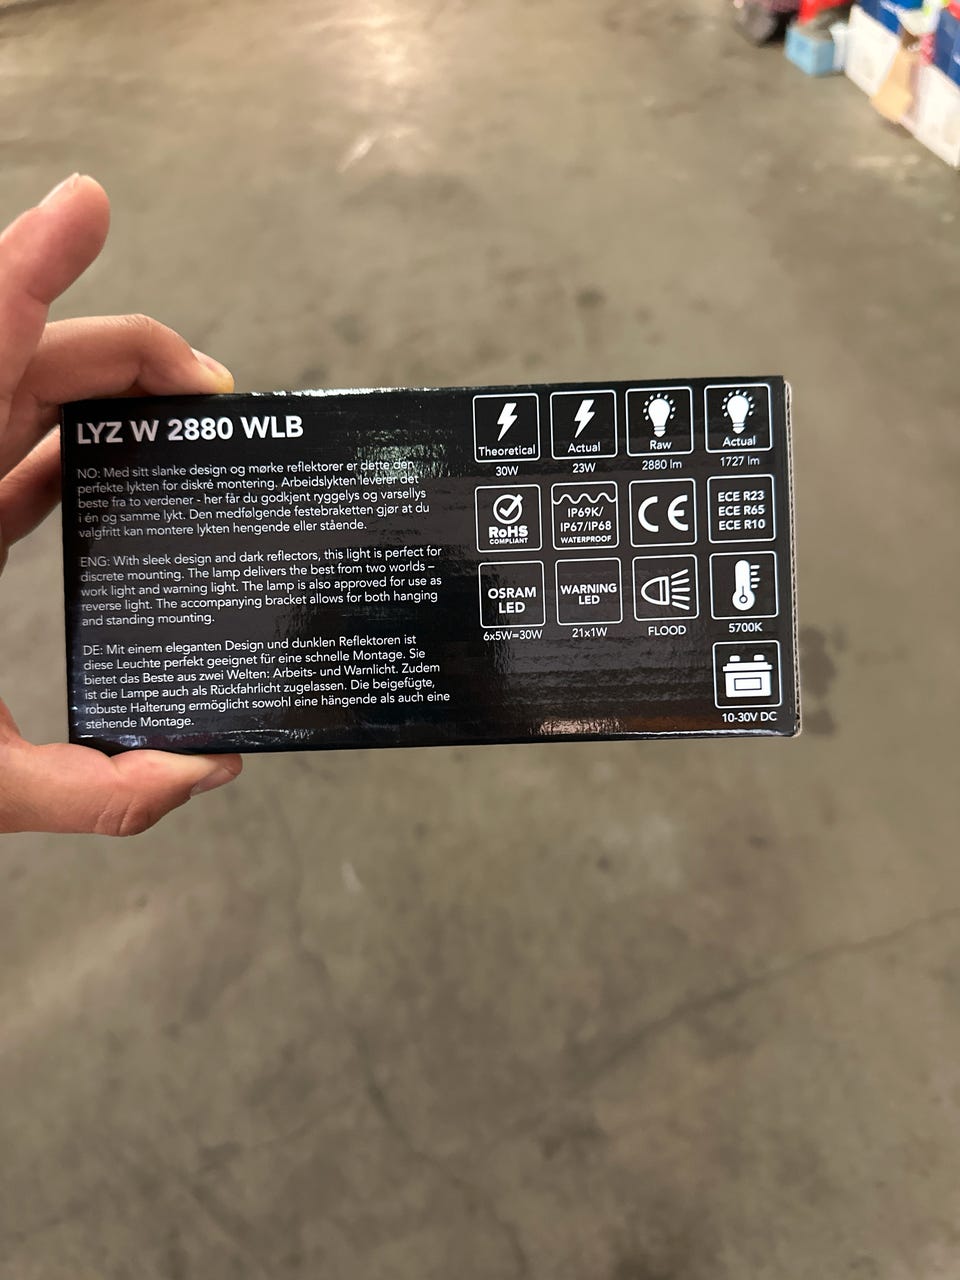 LYZ W 2880 WLB
NO: Med sitt slanke design og mørke reflektorer er dette den
perfekte lykten for diskré montering. Arbeidslykten leverer det
beste fra to verdener - her får du godkjent ryggelys og varsellys
i én og samme lykt. Den medfølgende festebraketten gjør at du
valgfritt kan montere lykten hengende eller stående.
ENG: With sleek design and dark reflectors, this light is perfect for
discrete mounting. The lamp delivers the best from two worlds –
work light and warning light. The lamp is also approved for use as
reverse light. The accompanying bracket allows for both hanging
and standing mounting.
DE: Mit einem eleganten Design und dunklen Reflektoren ist
diese Leuchte perfekt geeignet für eine schnelle Montage. Sie
bietet das Beste aus zwei Welten: Arbeits- und Warnlicht. Zudem
ist die Lampe auch als Rückfahrlicht zugelassen. Die beigefügte,
robuste Halterung ermöglicht sowohl eine hängende als auch eine
stehende Montage.
Theoretical
30W
Actual
23W
Raw
2880 lm
Actual
1727 lm
RoHS
COMPLIANT
IP69K/
IP67/IP68
WATERPROOF
CE
ECE R23
ECE R65
ECE R10
OSRAM
LED
6x5W=30W
WARNING
LED
21x1W
FLOOD
5700K
10-30V DC